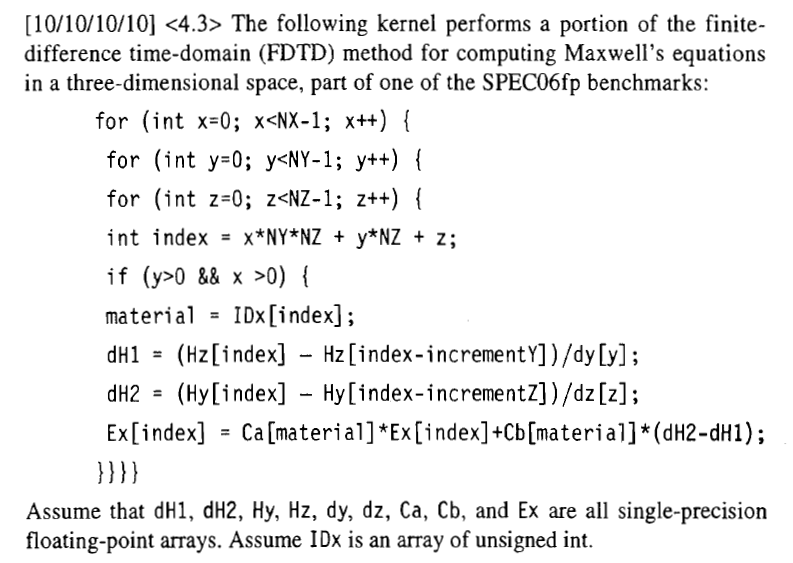 [10/10/10/10] <4.3> The following kernel performs a portion of the finite-
difference time-domain (FDTD) method for computing Maxwell's equations
in a three-dimensional space, part of one of the SPEC06fp benchmarks:
for (int x=0; x<NX-1; x++) {
for (int y=0; y<NY-1; y++) {
for (int z=0; z<NZ-1; z++) {
int index = x*NY*NZ + y*NZ + z;
if (y>0 && x >0) {
material = IDx[index];
dH1 = (Hz[index] – Hz[index-incrementY])/dy[y];
dH2 = (Hy[index] – Hy[index-incrementZ])/dz[z];
Ex[index] = Ca[material]*Ex[index]+Cb[material]*(dH2-dH1);
}}}}
Assume that dH1, dH2, Hy, Hz, dy, dz, Ca, Cb, and Ex are all single-precision
floating-point arrays. Assume IDx is an array of unsigned int.